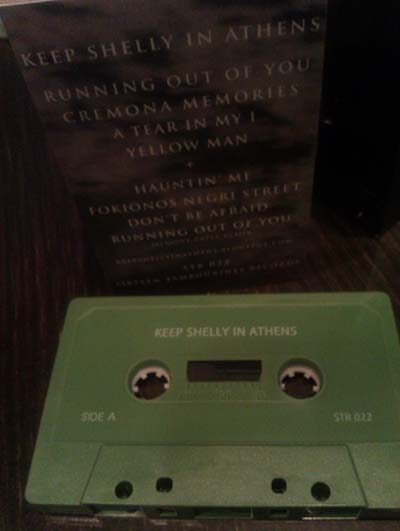 KEEP SHELLY IN ATHENS
RUNNING OUT OF YOU
CREMONA MEMORIES
A TEAR IN MY I
YELLOW MAN
+
HAUNTIN' ME
FOKIONOS NEGRI STREET
DON'T BE AFRAID
RUNNING OUT OF YOU
STR 022
SIXTEEN TAMBOURINES RECORDS
KEEP SHELLY IN ATHENS
SIDE A
STR 022